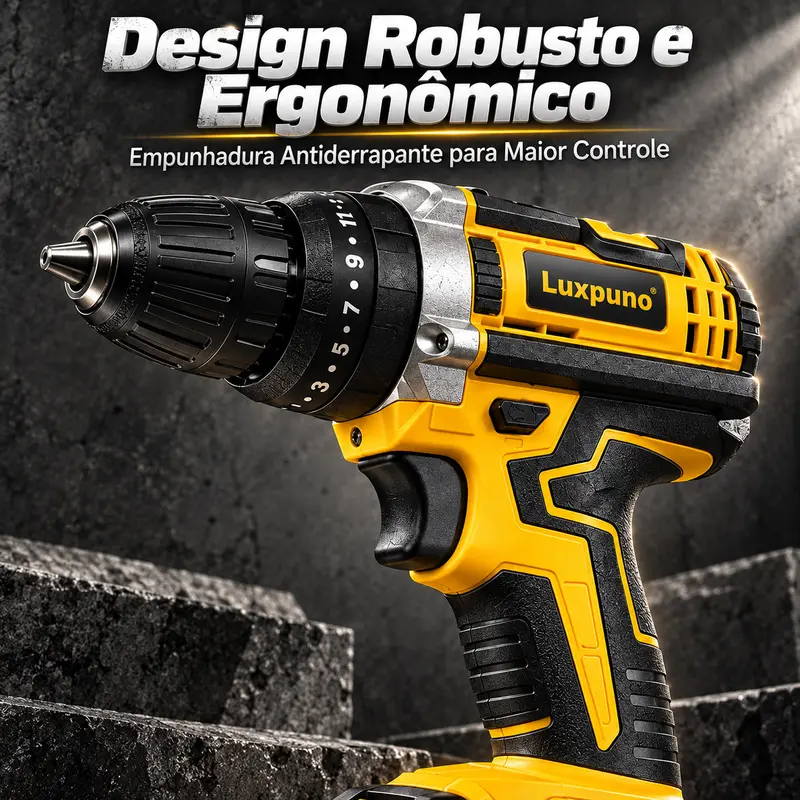 Design Robusto e
Ergonômico
Empunhadura Antiderrapante para Maior Controle
Luxpuno®
3 • 5 • 7 • 9 • 11 •